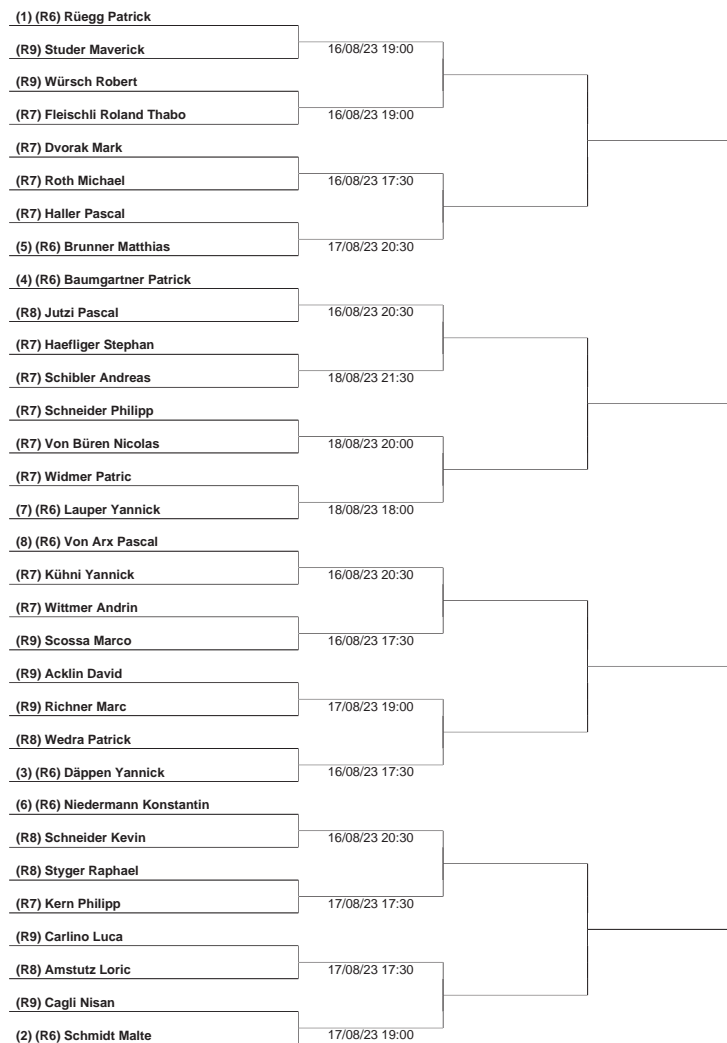 (1) (R6) Rüegg Patrick
(R9) Studer Maverick 16/08/23 19:00
(R9) Würsch Robert
(R7) Fleischli Roland Thabo 16/08/23 19:00
(R7) Dvorak Mark
(R7) Roth Michael 16/08/23 17:30
(R7) Haller Pascal
(5) (R6) Brunner Matthias 17/08/23 20:30
(4) (R6) Baumgartner Patrick
(R8) Jutzi Pascal 16/08/23 20:30
(R7) Haefliger Stephan
(R7) Schibler Andreas 18/08/23 21:30
(R7) Schneider Philipp
(R7) Von Büren Nicolas 18/08/23 20:00
(R7) Widmer Patric
(7) (R6) Lauper Yannick 18/08/23 18:00
(8) (R6) Von Arx Pascal
(R7) Kühni Yannick 16/08/23 20:30
(R7) Wittmer Andrin
(R9) Scossa Marco 16/08/23 17:30
(R9) Acklin David
(R9) Richner Marc 17/08/23 19:00
(R8) Wedra Patrick
(3) (R6) Däppen Yannick 16/08/23 17:30
(6) (R6) Niedermann Konstantin
(R8) Schneider Kevin 16/08/23 20:30
(R8) Styger Raphael
(R7) Kern Philipp 17/08/23 17:30
(R9) Carlino Luca
(R8) Amstutz Loric 17/08/23 17:30
(R9) Cagli Nisan
(2) (R6) Schmidt Malte 17/08/23 19:00